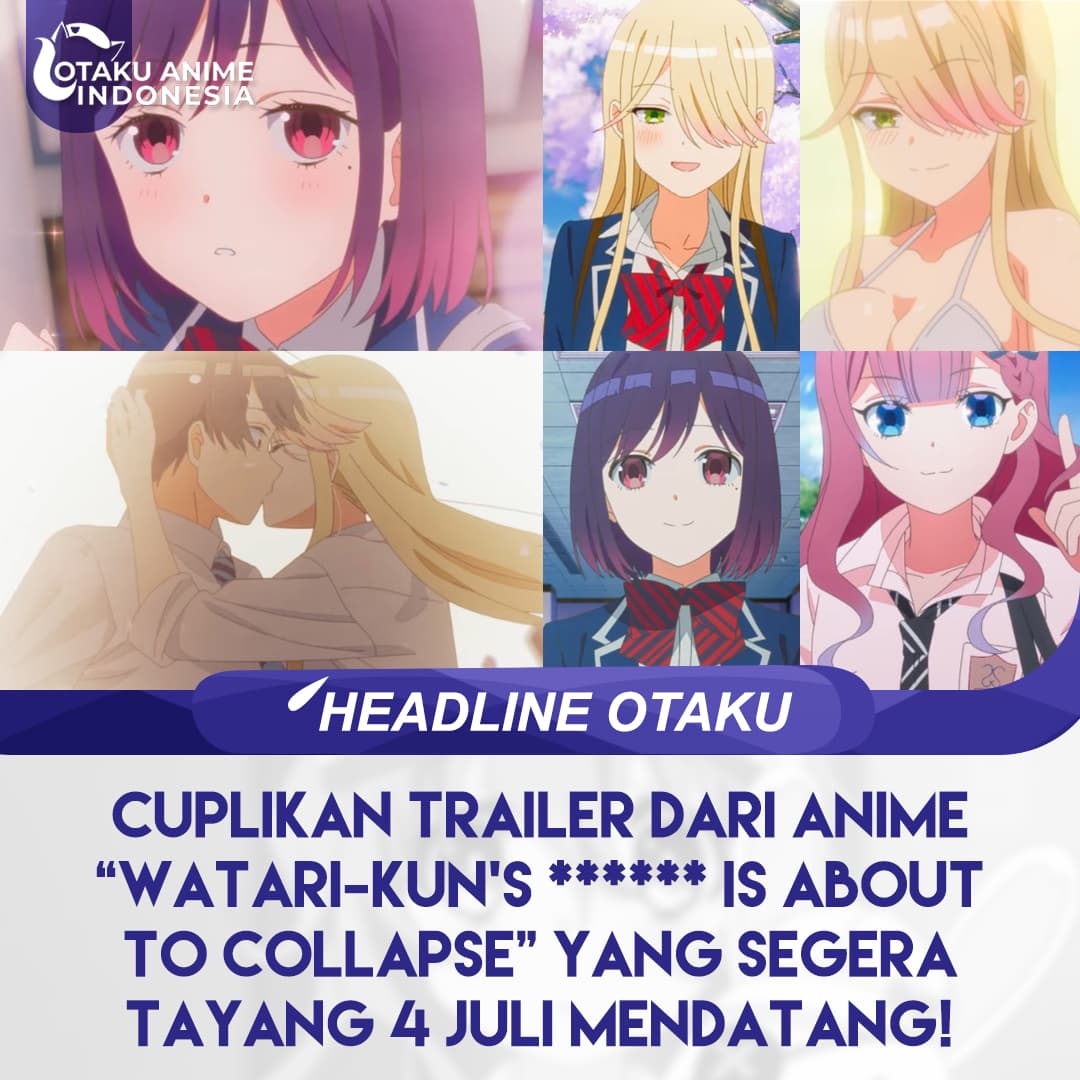 OTAKU ANIME
INDONESIA
HEADLINE OTAKU
CUPLIKAN TRAILER DARI ANIME
“WATARI-KUN'S ****** IS ABOUT
TO COLLAPSE” YANG SEGERA
TAYANG 4 JULI MENDATANG!